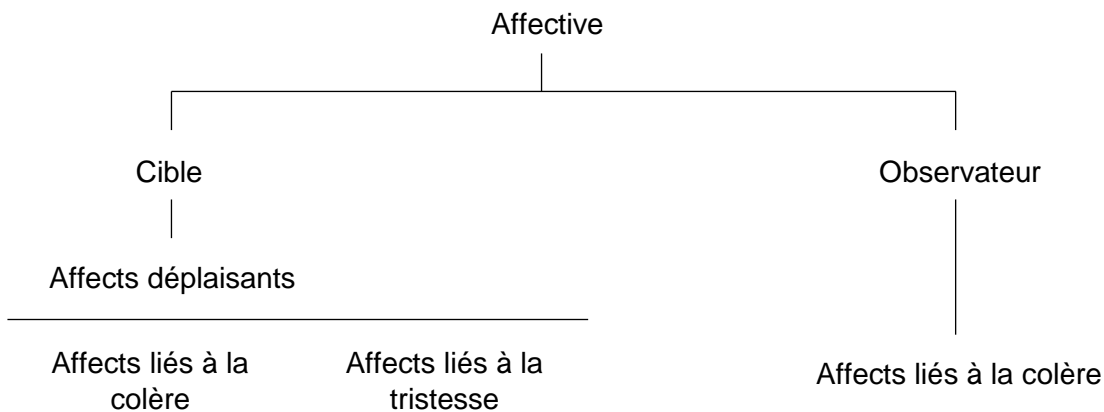 Affective
Cible
Observateur
Affects déplaisants
Affects liés à la
colère
Affects liés à la
tristesse
Affects liés à la colère